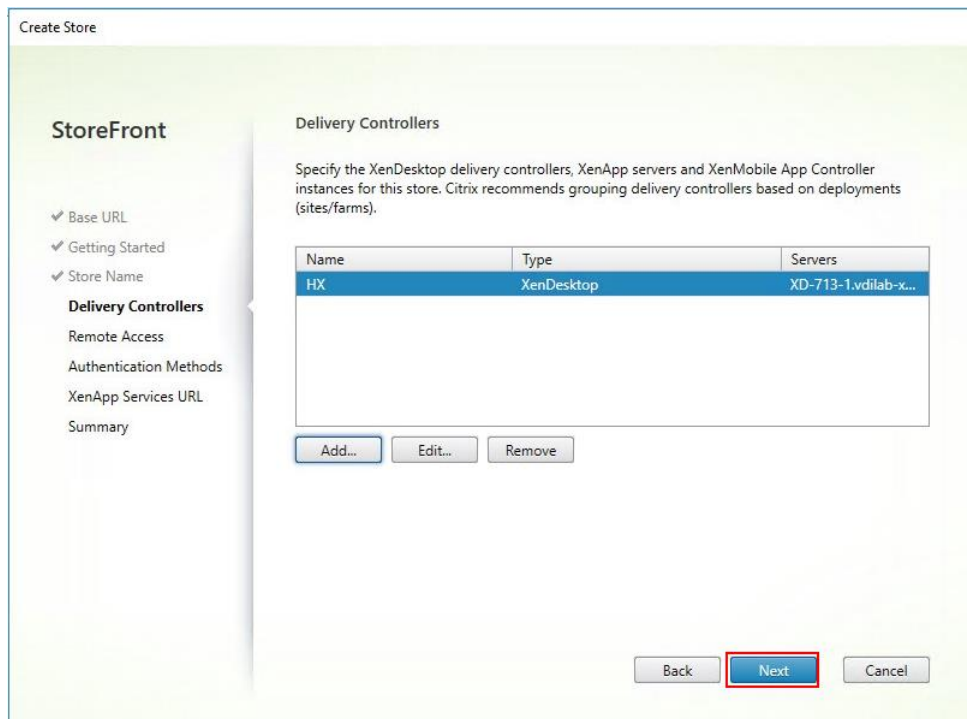 Create Store
StoreFront
Base URL
Getting Started
Store Name
Delivery Controllers
Remote Access
Authentication Methods
XenApp Services URL
Summary
Delivery Controllers
Specify the XenDesktop delivery controllers, XenApp servers and XenMobile App Controller
instances for this store. Citrix recommends grouping delivery controllers based on deployments
(sites/farms).
Name Type Servers
HX XenDesktop XD-713-1.vdilab-x...
Add... Edit... Remove
Back Next Cancel